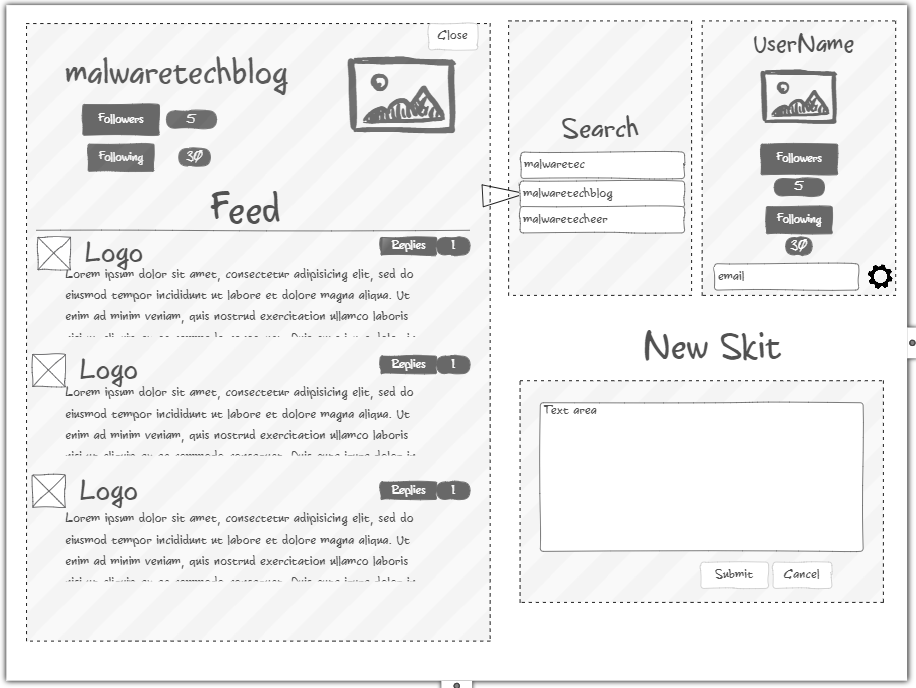 Close
malwaretechblog
Followers 5
Following 30
Feed
Logo
Replies 1
Lorem ipsum dolor sit amet, consectetur adipisicing elit, sed do
eiusmod tempor incididunt ut labore et dolore magna aliqua. Ut
enim ad minim veniam, quis nostrud exercitation ullamco laboris
Logo
Replies 1
Lorem ipsum dolor sit amet, consectetur adipisicing elit, sed do
eiusmod tempor incididunt ut labore et dolore magna aliqua. Ut
enim ad minim veniam, quis nostrud exercitation ullamco laboris
Logo
Replies 1
Lorem ipsum dolor sit amet, consectetur adipisicing elit, sed do
eiusmod tempor incididunt ut labore et dolore magna aliqua. Ut
enim ad minim veniam, quis nostrud exercitation ullamco laboris
Search
malwaretec
malwaretechblog
malwaretecheer
UserName
Followers
5
Following
30
email
New Skit
Text area
Submit Cancel